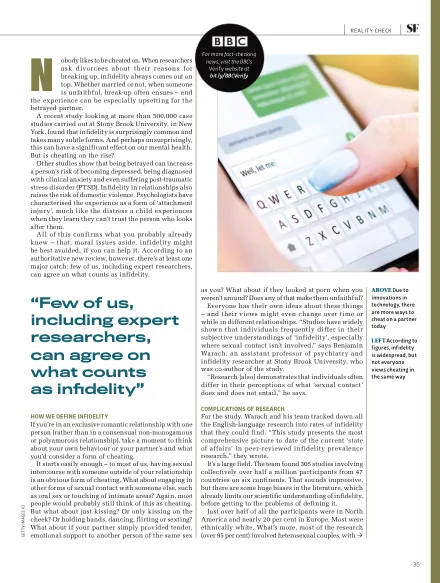 REALITY CHECK
SF
BBC
For more fact-checking
news, visit the BBC's
Verify website at
bit.ly/BBCVerify
Nobody likes to be cheated on. When researchers
ask divorcees about their reasons for
breaking up, infidelity always comes out on
top. Whether married or not, when someone
is unfaithful, break-up often ensues – and
the experience can be especially upsetting for the
betrayed partner.
A recent study looking at more than 500,000 case
studies carried out at Stony Brook University, in New
York, found that infidelity is surprisingly common and
takes many subtle forms. And perhaps unsurprisingly,
this can have a significant effect on our mental health.
But is cheating on the rise?
Other studies show that being betrayed can increase
a person's risk of becoming depressed, being diagnosed
with clinical anxiety and even suffering post-traumatic
stress disorder (PTSD). Infidelity in relationships also
raises the risk of domestic violence. Psychologists have
characterised the experience as a form of 'attachment
injury', much like the distress a child experiences
when they learn they can't trust the person who looks
after them.
All of this confirms what you probably already
knew – that, moral issues aside, infidelity might
be best avoided, if you can help it. According to an
authoritative new review, however, there's at least one
major catch: few of us, including expert researchers,
can agree on what counts as infidelity.
“Few of us,
including expert
researchers,
can agree on
what counts
as infidelity”
HOW WE DEFINE INFIDELITY
If you're in an exclusive romantic relationship with one
person (rather than in a consensual non-monogamous
or polyamorous relationship), take a moment to think
about your own behaviour or your partner's and what
you'd consider a form of cheating.
It starts easily enough – to most of us, having sexual
intercourse with someone outside of your relationship
is an obvious form of cheating. What about engaging in
other forms of sexual contact with someone else, such
as oral sex or touching of intimate areas? Again, most
people would probably still think of this as cheating.
But what about just kissing? Or only kissing on the
cheek? Or holding hands, dancing, flirting or sexting?
What about if your partner simply provided tender,
emotional support to another person of the same sex
GETTY IMAGES X2
Well, let me
QWER
ASDFGH
ZXCVBNM
as you? What about if they looked at porn when you
weren't around? Does any of that make them unfaithful?
Everyone has their own ideas about these things
– and their views might even change over time or
while in different relationships. “Studies have widely
shown that individuals frequently differ in their
subjective understandings of 'infidelity', especially
where sexual contact isn't involved.” says Benjamin
Warach, an assistant professor of psychiatry and
infidelity researcher at Stony Brook University, who
was co-author of the study.
“Research [also] demonstrates that individuals often
differ in their perceptions of what 'sexual contact'
does and does not entail,” he says.
COMPLICATIONS OF RESEARCH
For the study, Warach and his team tracked down all
the English-language research into rates of infidelity
that they could find. “This study presents the most
comprehensive picture to date of the current 'state
of affairs' in peer-reviewed infidelity prevalence
research,” they wrote.
It's a large field. The team found 305 studies involving
collectively over half a million participants from 47
countries on six continents. That sounds impressive,
but there are some huge biases in the literature, which
already limits our scientific understanding of infidelity,
before getting to the problems of defining it.
Just over half of all the participants were in North
America and nearly 20 per cent in Europe. Most were
ethnically white. What's more, most of the research
(over 95 per cent) involved heterosexual couples, with →
ABOVE Due to
innovations in
technology, there
are more ways to
cheat on a partner
today
LEFT According to
figures, infidelity
is widespread, but
not everyone
views cheating in
the same way
35